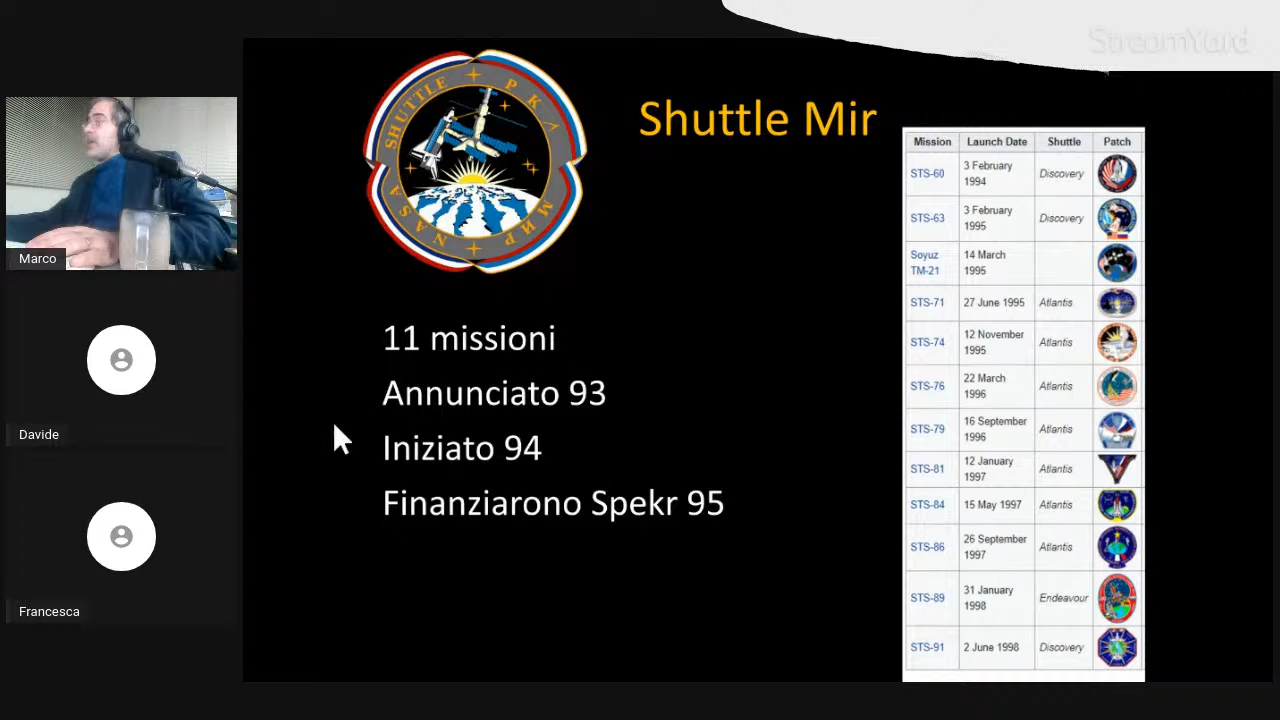 StreamYard
Marco
Davide
Francesca
SHUTTLE
РКА
NASA
МИР
Shuttle Mir
11 missioni
Annunciato 93
Iniziato 94
Finanziarono Spekr 95
Mission Launch Date Shuttle Patch
STS-60 3 February 1994 Discovery
STS-63 3 February 1995 Discovery
Soyuz TM-21 14 March 1995
STS-71 27 June 1995 Atlantis
STS-74 12 November 1995 Atlantis
STS-76 22 March 1996 Atlantis
STS-79 16 September 1996 Atlantis
STS-81 12 January 1997 Atlantis
STS-84 15 May 1997 Atlantis
STS-86 26 September 1997 Atlantis
STS-89 31 January 1998 Endeavour
STS-91 2 June 1998 Discovery